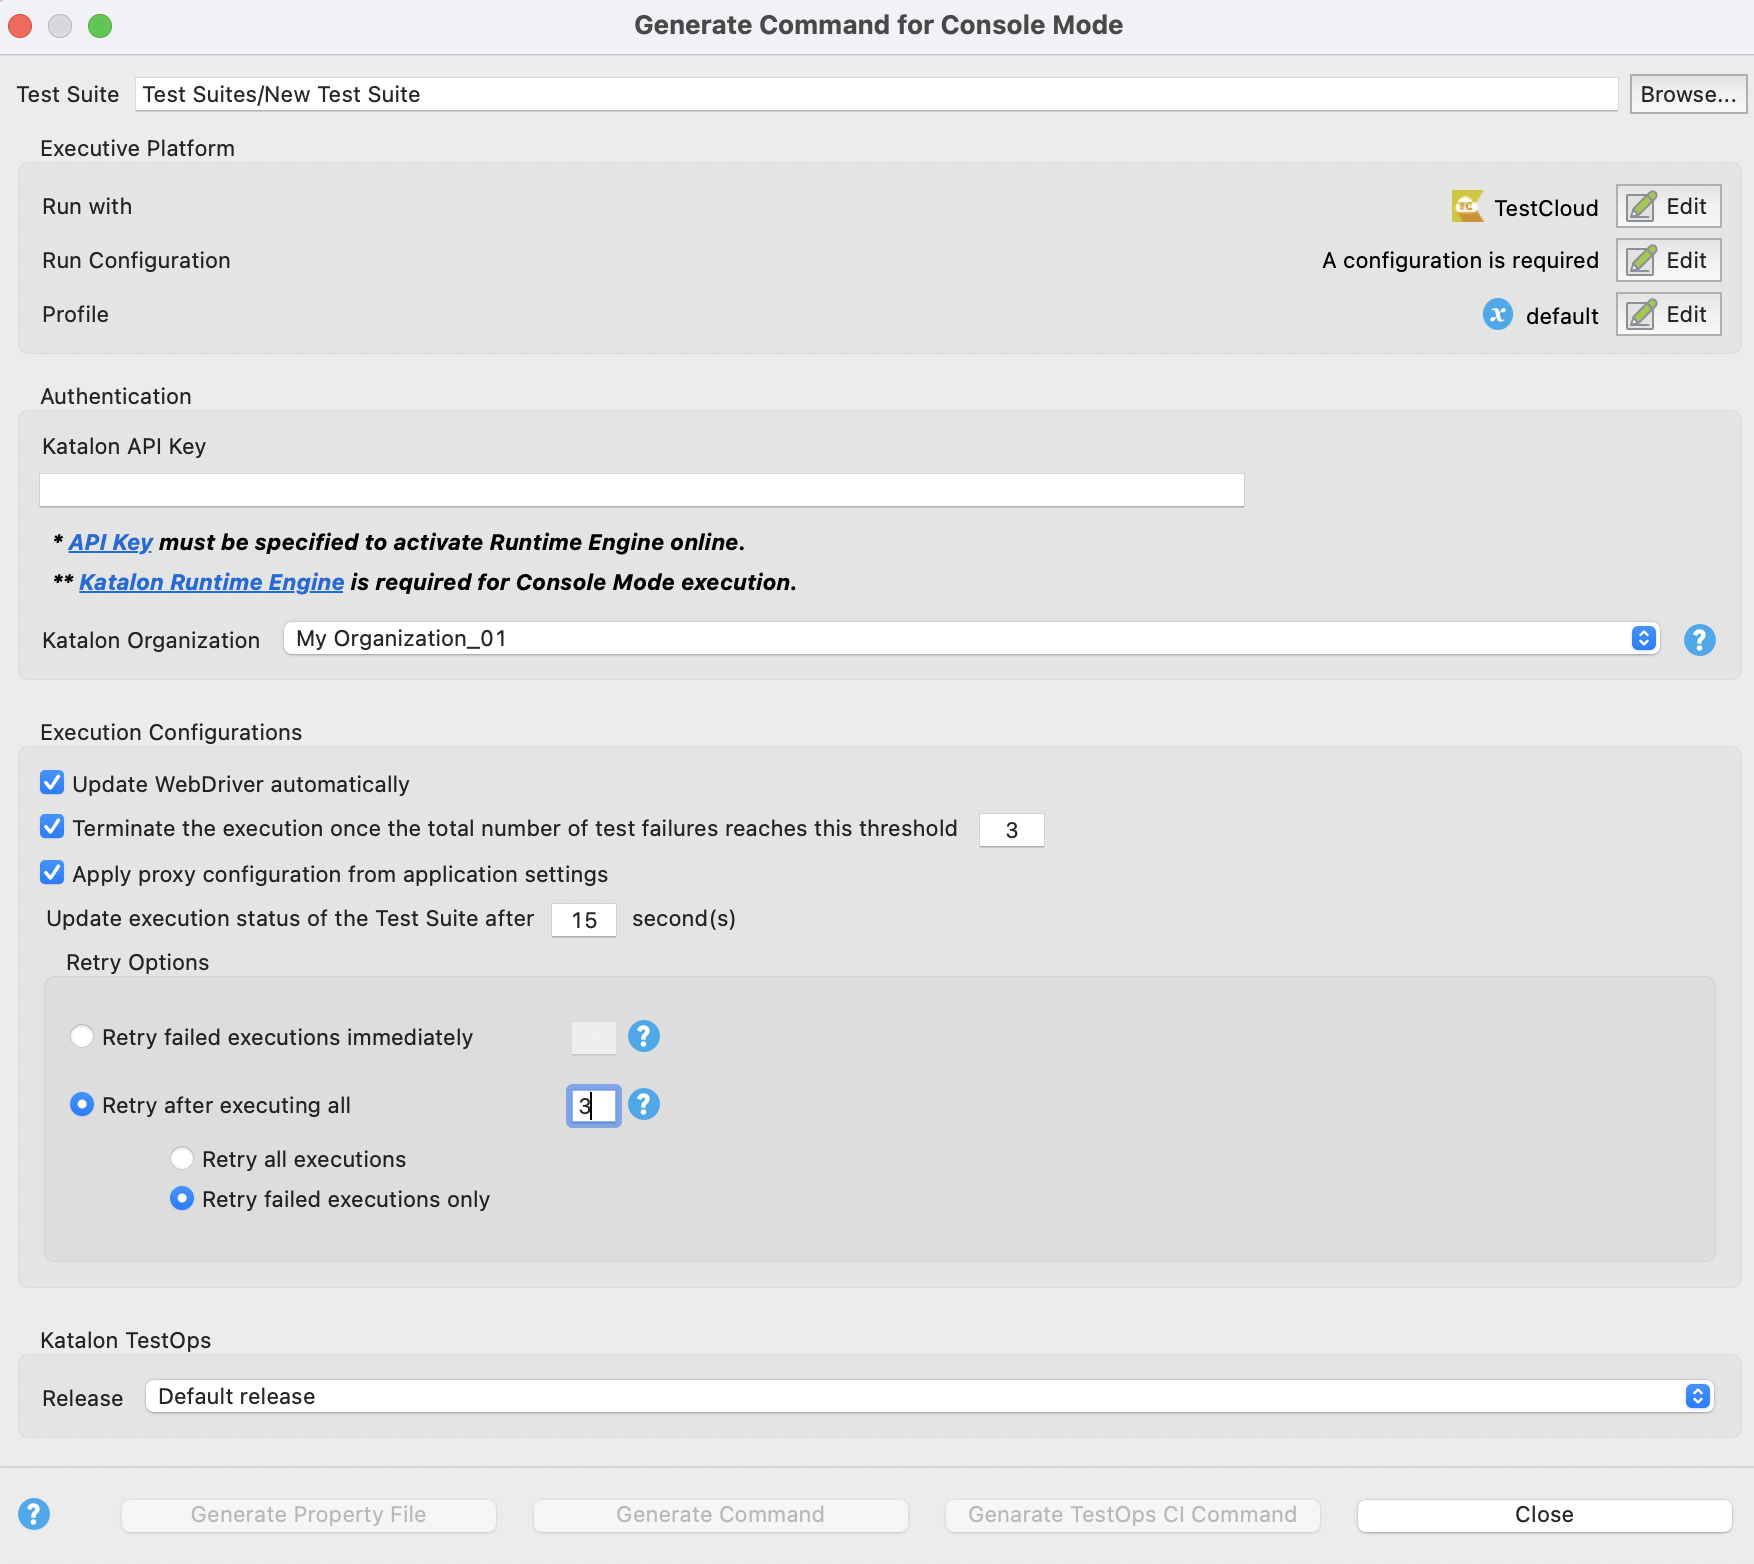 Generate Command for Console Mode
Test Suite Test Suites/New Test Suite Browse...
Executive Platform
Run with TC TestCloud Edit
Run Configuration A configuration is required Edit
Profile x default Edit
Authentication
Katalon API Key
* API Key must be specified to activate Runtime Engine online.
** Katalon Runtime Engine is required for Console Mode execution.
Katalon Organization My Organization_01 ?
Execution Configurations
Update WebDriver automatically
Terminate the execution once the total number of test failures reaches this threshold 3
Apply proxy configuration from application settings
Update execution status of the Test Suite after 15 second(s)
Retry Options
Retry failed executions immediately ?
Retry after executing all 3 ?
Retry all executions
Retry failed executions only
Katalon TestOps
Release Default release
? Generate Property File Generate Command Genarate TestOps CI Command Close